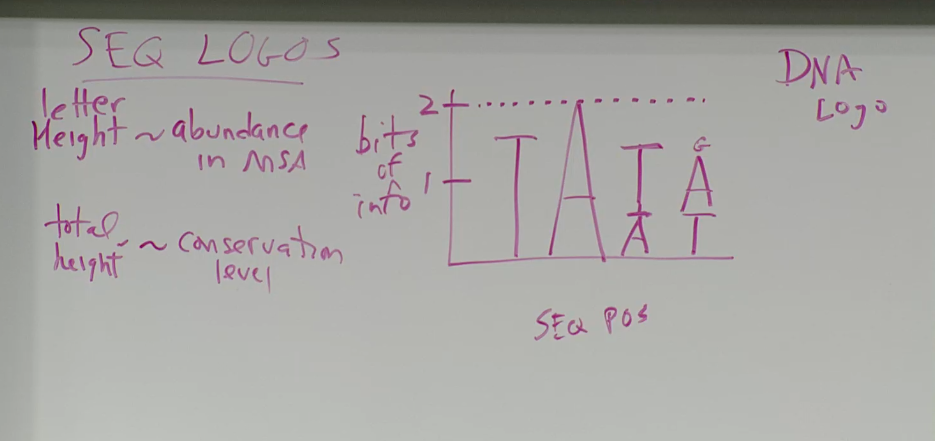 SEQ LOGOS
letter
Height ~ abundance
in MSA
total
height ~ conservation
level
bits
of
info
2
1
T A T A G
A T
SEQ POS
DNA
Logo